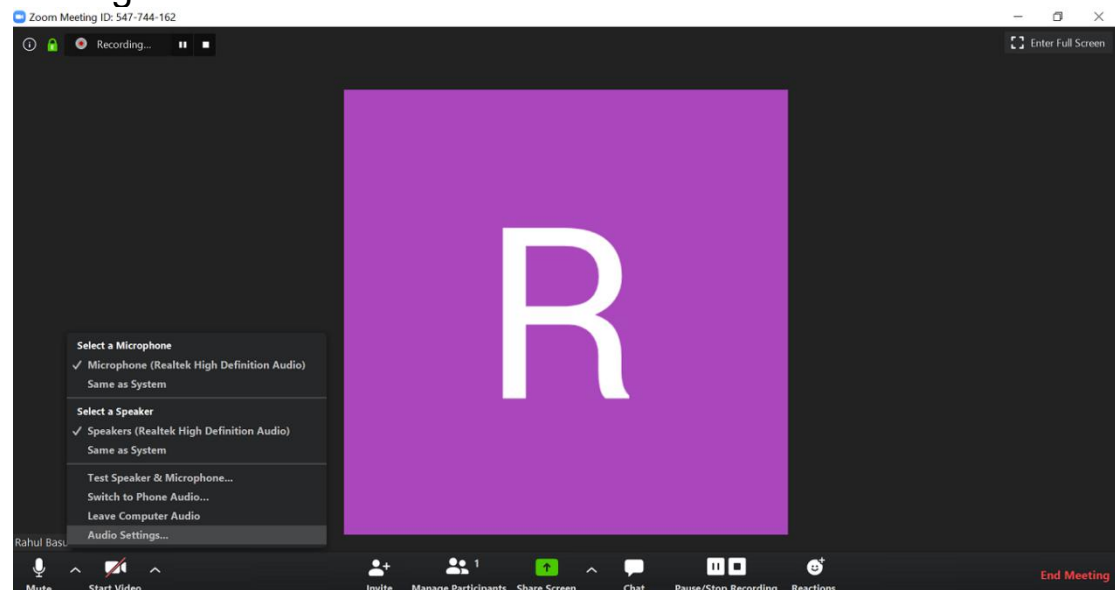 Zoom Meeting ID: 547-744-162
Recording...
Enter Full Screen
R
Select a Microphone
✓ Microphone (Realtek High Definition Audio)
Same as System
Select a Speaker
✓ Speakers (Realtek High Definition Audio)
Same as System
Test Speaker & Microphone...
Switch to Phone Audio...
Leave Computer Audio
Audio Settings...
Rahul Basu
1
Mute
Start Video
Invite
Manage Participants
Share Screen
Chat
Pause/Stop Recording
Reactions
End Meeting